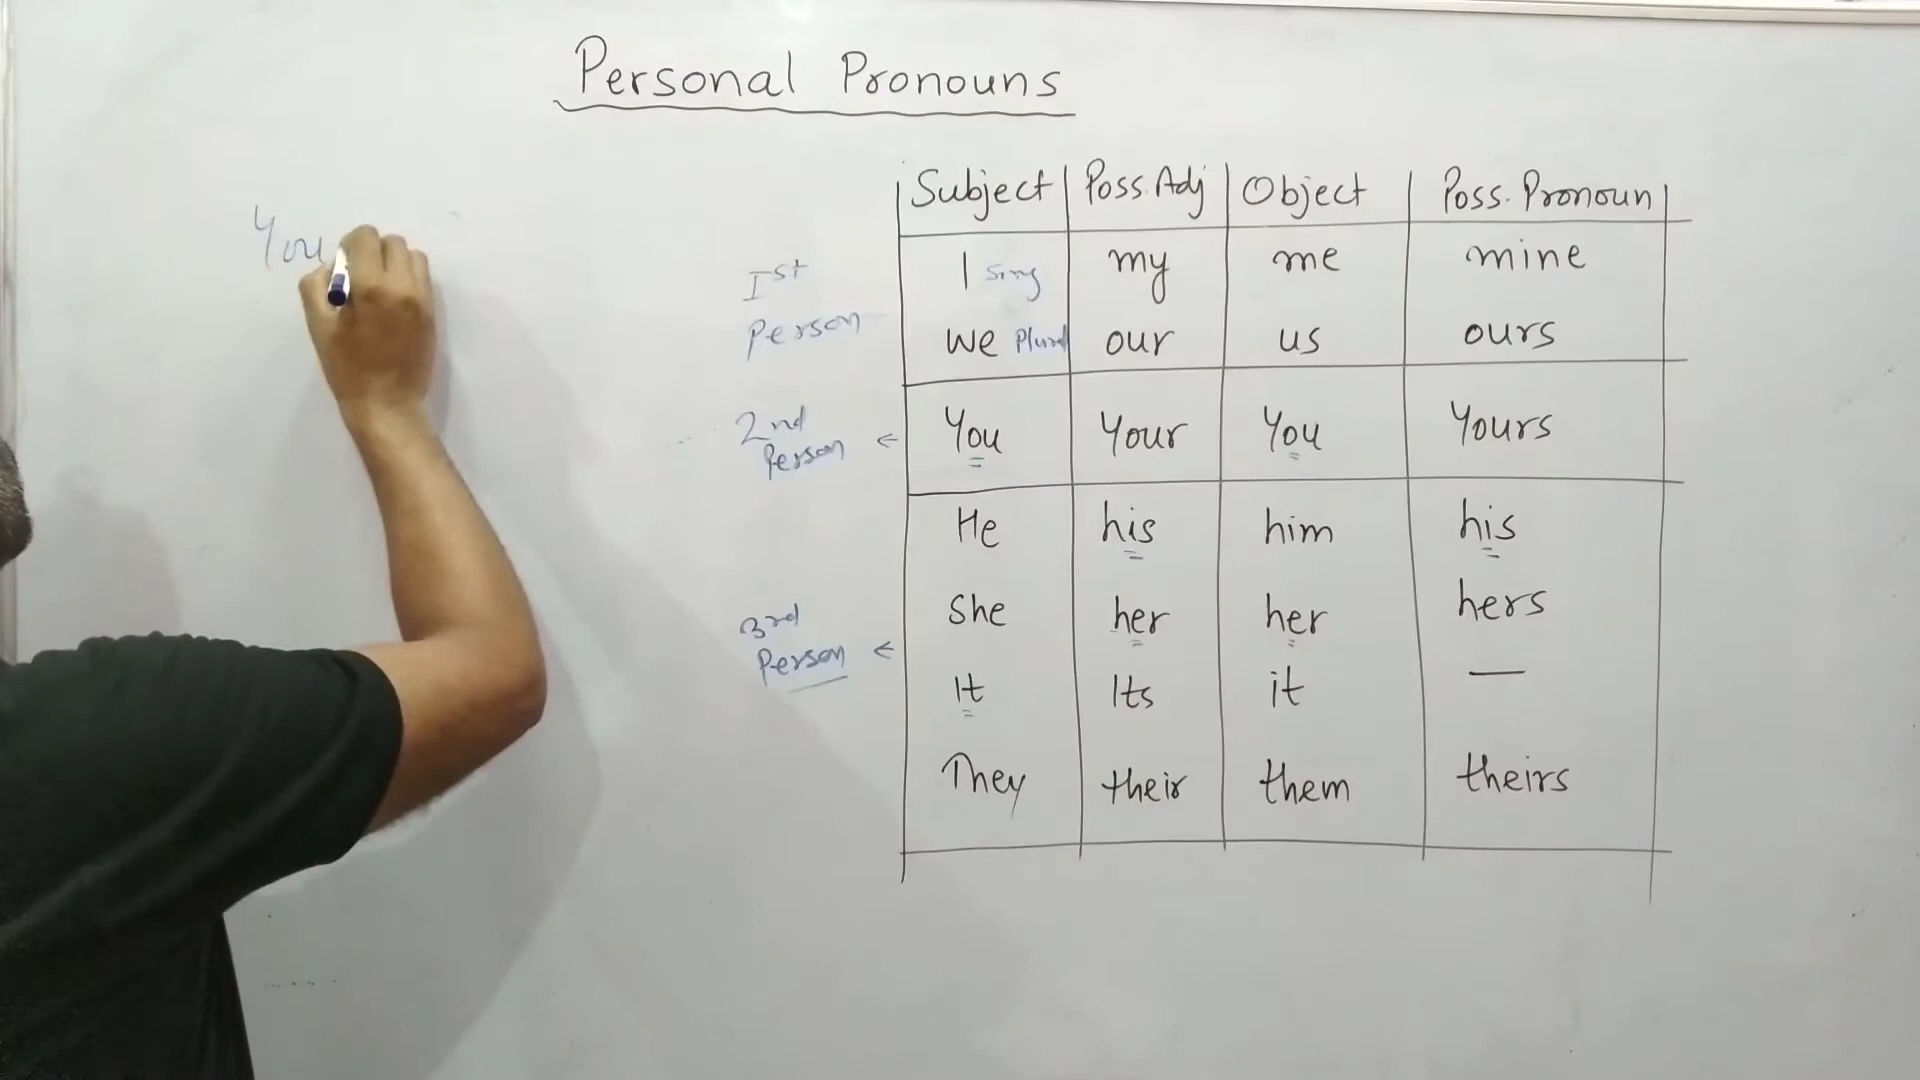 Personal Pronouns
Subject Poss. Adj Object Poss. Pronoun
Ist Person
I Sing my me mine
we Plural our us ours
2nd Person
You Your You Yours
3rd Person
He his him his
She her her hers
It Its it —
They their them theirs
You